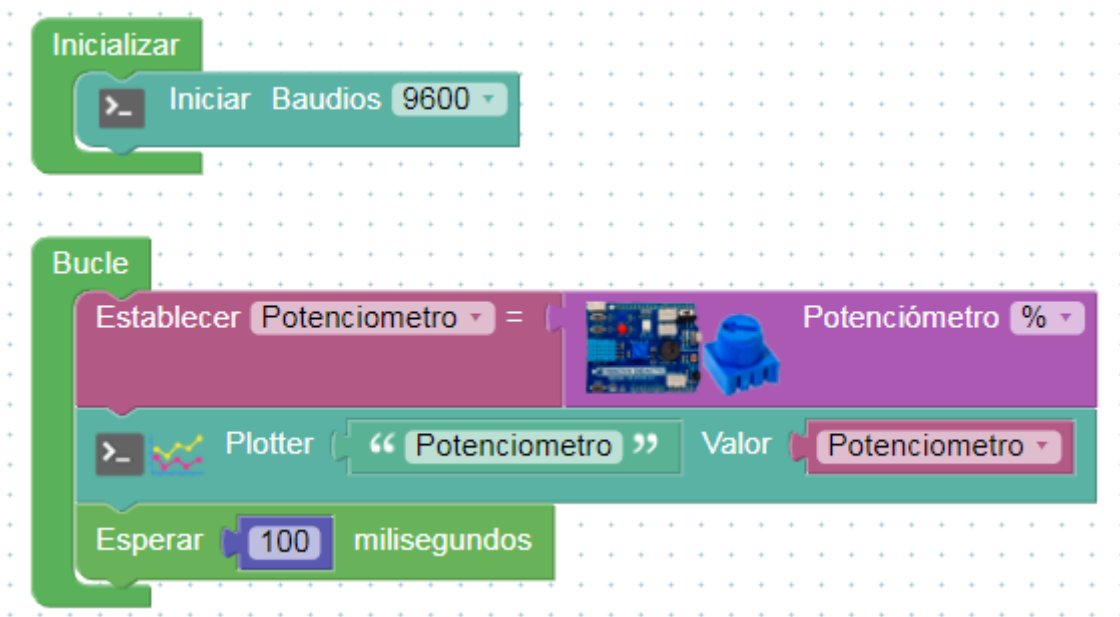 Inicializar
>_ Iniciar Baudios 9600
Bucle
Establecer Potenciometro = Potenciómetro %
>_ Plotter “ Potenciometro ” Valor Potenciometro
Esperar 100 milisegundos